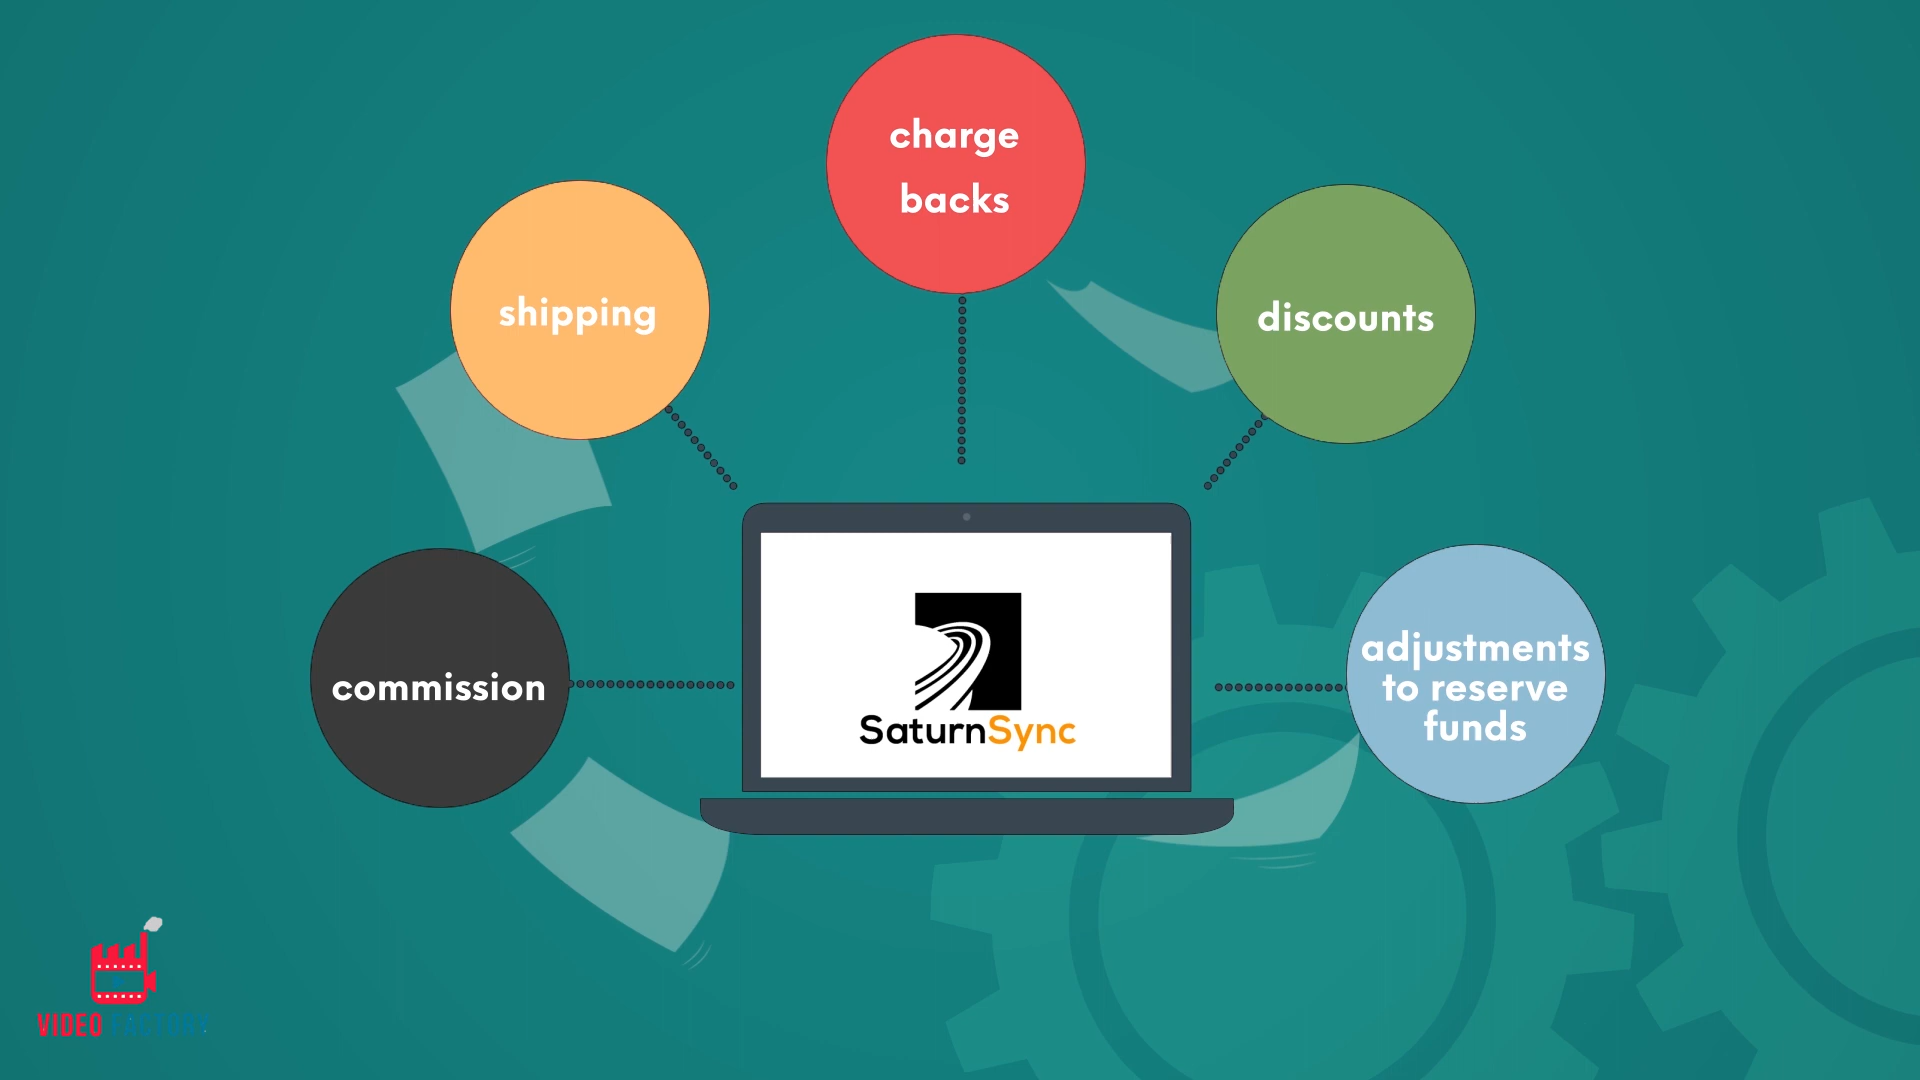 charge
backs
shipping
discounts
commission
adjustments
to reserve
funds
SaturnSync
VIDEO FACTORY